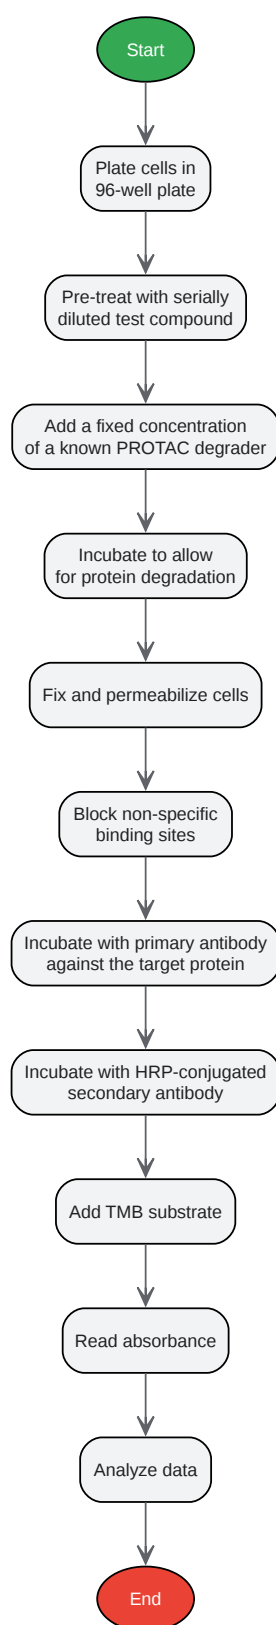 Start
Plate cells in
96-well plate
Pre-treat with serially
diluted test compound
Add a fixed concentration
of a known PROTAC degrader
Incubate to allow
for protein degradation
Fix and permeabilize cells
Block non-specific
binding sites
Incubate with primary antibody
against the target protein
Incubate with HRP-conjugated
secondary antibody
Add TMB substrate
Read absorbance
Analyze data
End